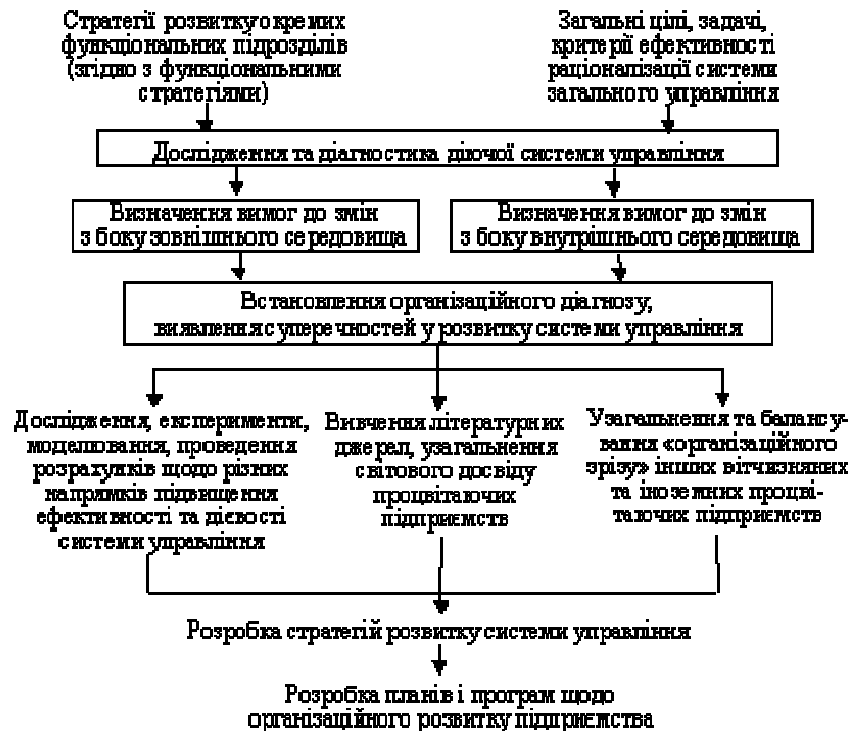 Стратегії розвитку окремих
функціональних підрозділів
(згідно з функціональними
стратегіями)
Загальні цілі, задачі,
критерії ефективності
раціоналізації системи
загального управління
Дослідження та діагностика діючої системи управління
Визначення вимог до змін
з боку зовнішнього середовища
Визначення вимог до змін
з боку внутрішнього середовища
Встановлення організаційного діагнозу,
виявлення суперечностей у розвитку системи управління
Дослідження, експерименти,
моделювання, проведення
розрахунків щодо різних
напрямків підвищення
ефективності та дієвості
системи управління
Вивчення літературних
джерал, узагальнення
світового досвіду
процвітаючих
підприємств
Узагальнення та балансу-
вання «організаційного
зрізу» інших вітчизняних
та іноземних процві-
таючих підприємств
Розробка стратегій розвитку системи управління
Розробка планів і програм щодо
організаційного розвитку підприємства